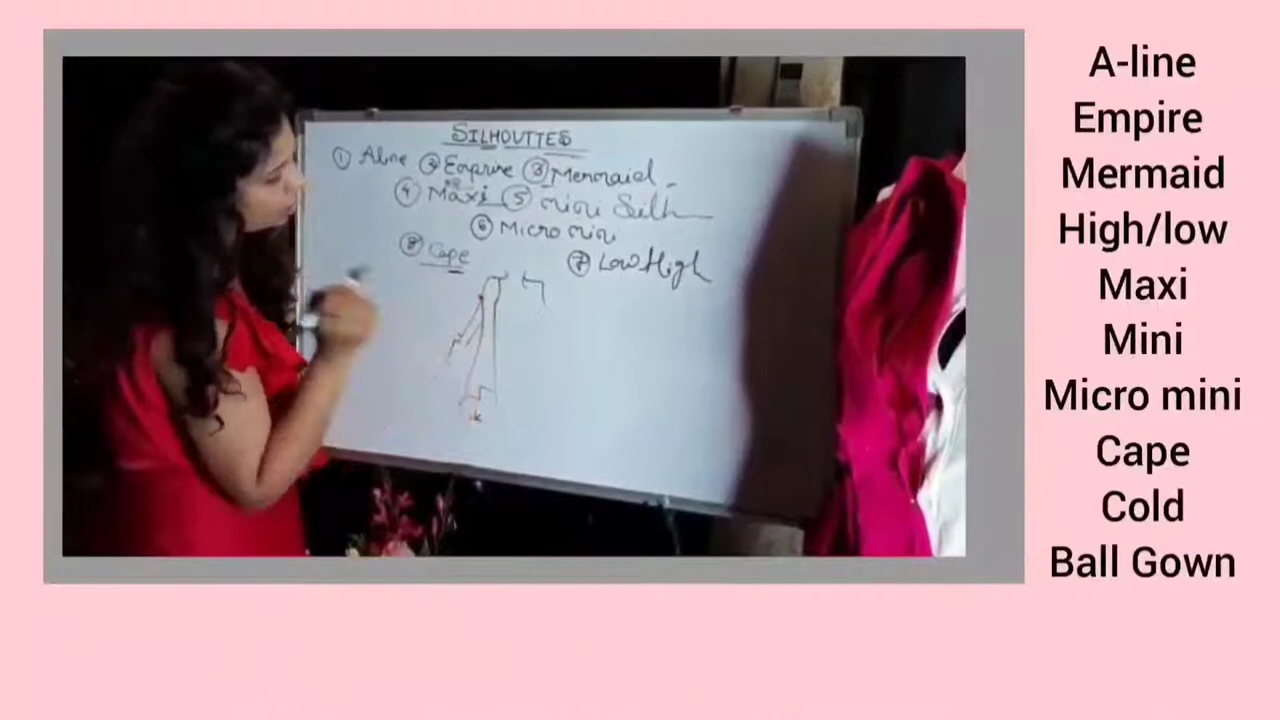 SILHOUTTES
① Aline ② Empire ③ Mermaid
④ Maxi ⑤ mini Silh
⑥ Micro mini
⑧ Cape ⑦ Low High
A-line
Empire
Mermaid
High/low
Maxi
Mini
Micro mini
Cape
Cold
Ball Gown